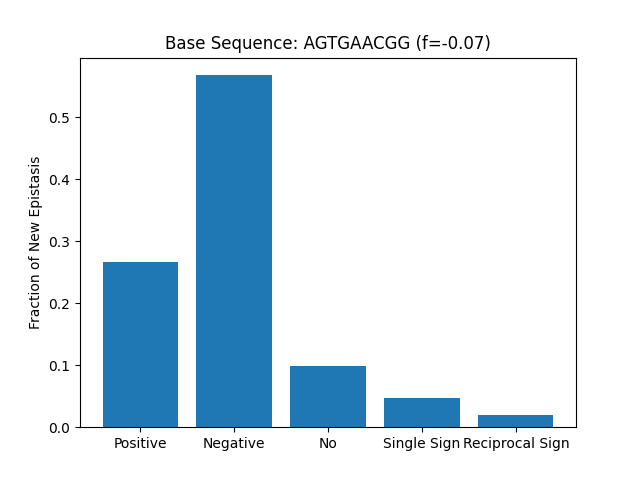 Base Sequence: AGTGAACGG (f=-0.07)
Fraction of New Epistasis
0.5
0.4
0.3
0.2
0.1
0.0
Positive Negative No Single Sign Reciprocal Sign